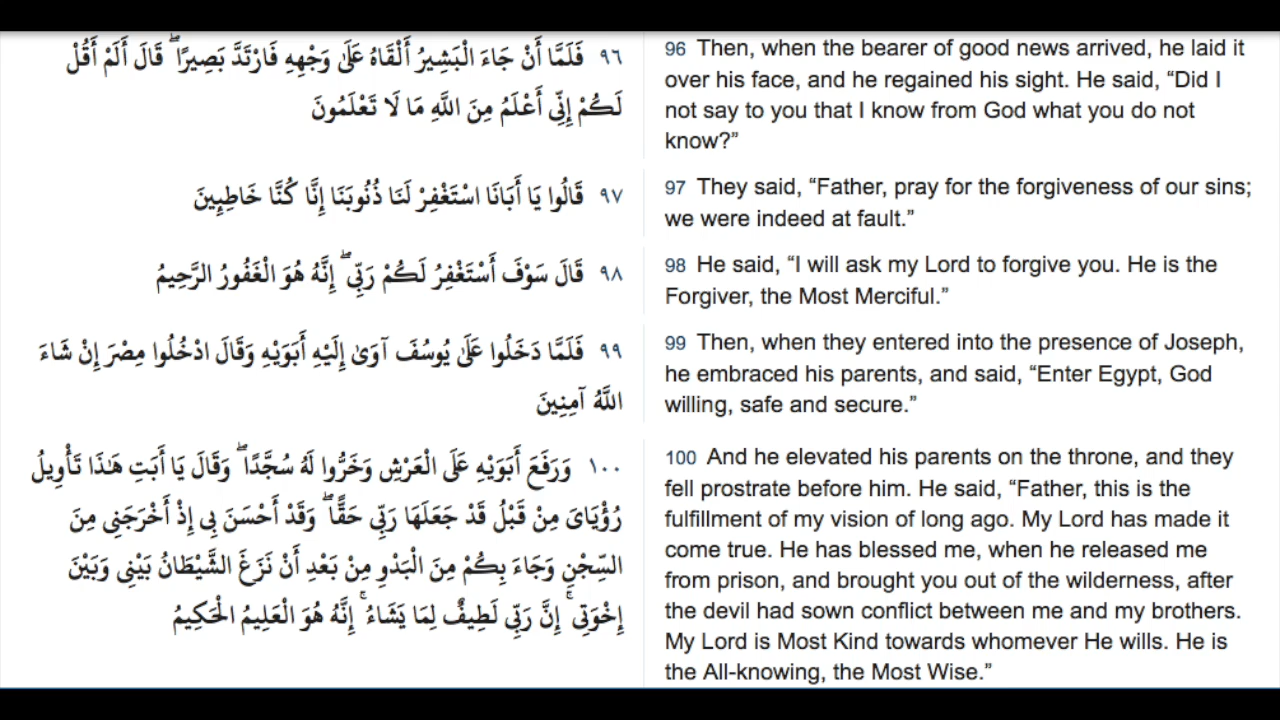 ٩٦ فَلَمَّا أَنْ جَاءَ الْبَشِيرُ أَلْقَاهُ عَلَىٰ وَجْهِهِ فَارْتَدَّ بَصِيرًا ۖ قَالَ أَلَمْ أَقُلْ
لَكُمْ إِنِّي أَعْلَمُ مِنَ اللَّهِ مَا لَا تَعْلَمُونَ
96 Then, when the bearer of good news arrived, he laid it
over his face, and he regained his sight. He said, “Did I
not say to you that I know from God what you do not
know?”
٩٧ قَالُوا يَا أَبَانَا اسْتَغْفِرْ لَنَا ذُنُوبَنَا إِنَّا كُنَّا خَاطِئِينَ
97 They said, “Father, pray for the forgiveness of our sins;
we were indeed at fault.”
٩٨ قَالَ سَوْفَ أَسْتَغْفِرُ لَكُمْ رَبِّي ۖ إِنَّهُ هُوَ الْغَفُورُ الرَّحِيمُ
98 He said, “I will ask my Lord to forgive you. He is the
Forgiver, the Most Merciful.”
٩٩ فَلَمَّا دَخَلُوا عَلَىٰ يُوسُفَ آوَىٰ إِلَيْهِ أَبَوَيْهِ وَقَالَ ادْخُلُوا مِصْرَ إِنْ شَاءَ
اللَّهُ آمِنِينَ
99 Then, when they entered into the presence of Joseph,
he embraced his parents, and said, “Enter Egypt, God
willing, safe and secure.”
١٠٠ وَرَفَعَ أَبَوَيْهِ عَلَى الْعَرْشِ وَخَرُّوا لَهُ سُجَّدًا ۖ وَقَالَ يَا أَبَتِ هَٰذَا تَأْوِيلُ
رُؤْيَايَ مِنْ قَبْلُ قَدْ جَعَلَهَا رَبِّي حَقًّا ۖ وَقَدْ أَحْسَنَ بِي إِذْ أَخْرَجَنِي مِنَ
السِّجْنِ وَجَاءَ بِكُمْ مِنَ الْبَدْوِ مِنْ بَعْدِ أَنْ نَزَغَ الشَّيْطَانُ بَيْنِي وَبَيْنَ
إِخْوَتِي ۚ إِنَّ رَبِّي لَطِيفٌ لِمَا يَشَاءُ ۚ إِنَّهُ هُوَ الْعَلِيمُ الْحَكِيمُ
100 And he elevated his parents on the throne, and they
fell prostrate before him. He said, “Father, this is the
fulfillment of my vision of long ago. My Lord has made it
come true. He has blessed me, when he released me
from prison, and brought you out of the wilderness, after
the devil had sown conflict between me and my brothers.
My Lord is Most Kind towards whomever He wills. He is
the All-knowing, the Most Wise.”